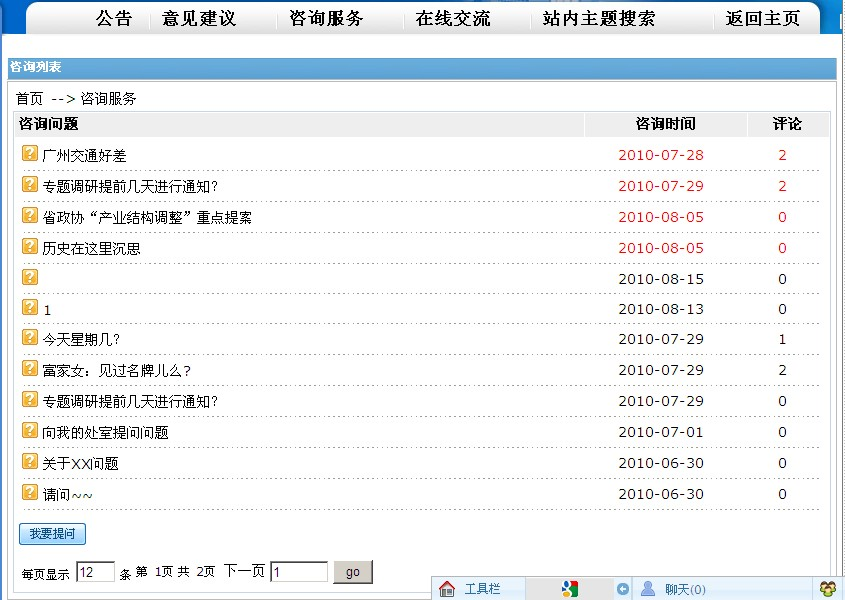 公告 意见建议 咨询服务 在线交流 站内主题搜索 返回主页
咨询列表
首页 --> 咨询服务
咨询问题 咨询时间 评论
广州交通好差 2010-07-28 2
专题调研提前几天进行通知? 2010-07-29 2
省政协“产业结构调整”重点提案 2010-08-05 0
历史在这里沉思 2010-08-05 0
2010-08-15 0
1 2010-08-13 0
今天星期几? 2010-07-29 1
富家女：见过名牌儿么? 2010-07-29 2
专题调研提前几天进行通知? 2010-07-29 0
向我的处室提问问题 2010-07-01 0
关于XX问题 2010-06-30 0
请问~~ 2010-06-30 0
我要提问
每页显示 12 条 第 1页 共 2页 下一页 1 go
工具栏 聊天(0)